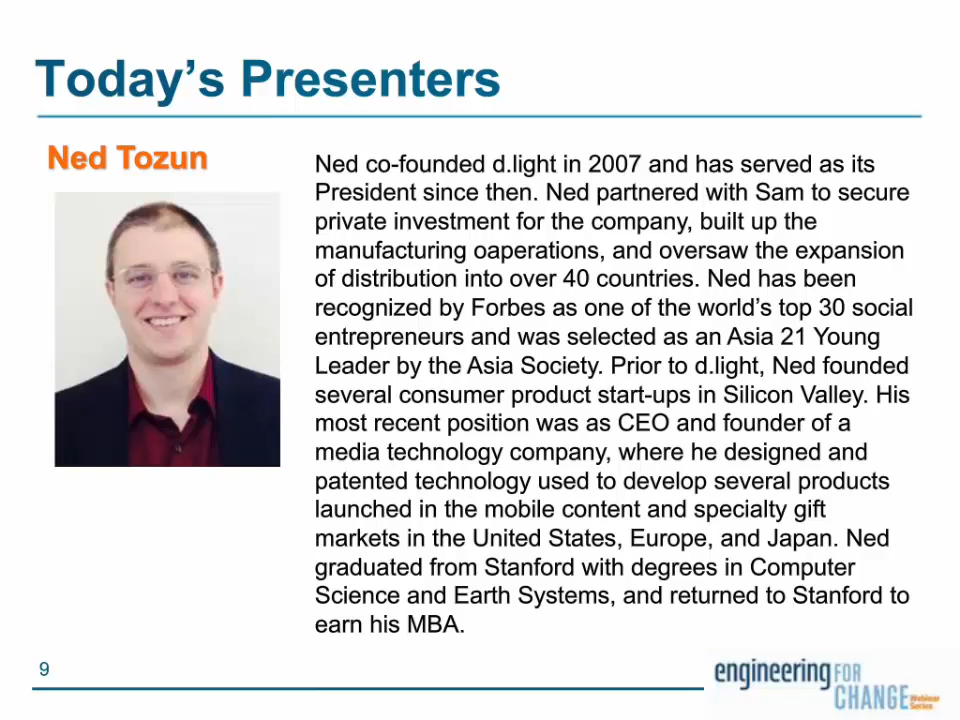 Today's Presenters
Ned Tozun
Ned co-founded d.light in 2007 and has served as its
President since then. Ned partnered with Sam to secure
private investment for the company, built up the
manufacturing oaperations, and oversaw the expansion
of distribution into over 40 countries. Ned has been
recognized by Forbes as one of the world's top 30 social
entrepreneurs and was selected as an Asia 21 Young
Leader by the Asia Society. Prior to d.light, Ned founded
several consumer product start-ups in Silicon Valley. His
most recent position was as CEO and founder of a
media technology company, where he designed and
patented technology used to develop several products
launched in the mobile content and specialty gift
markets in the United States, Europe, and Japan. Ned
graduated from Stanford with degrees in Computer
Science and Earth Systems, and returned to Stanford to
earn his MBA.
9
engineering FOR
CHANGE Webinar
Series